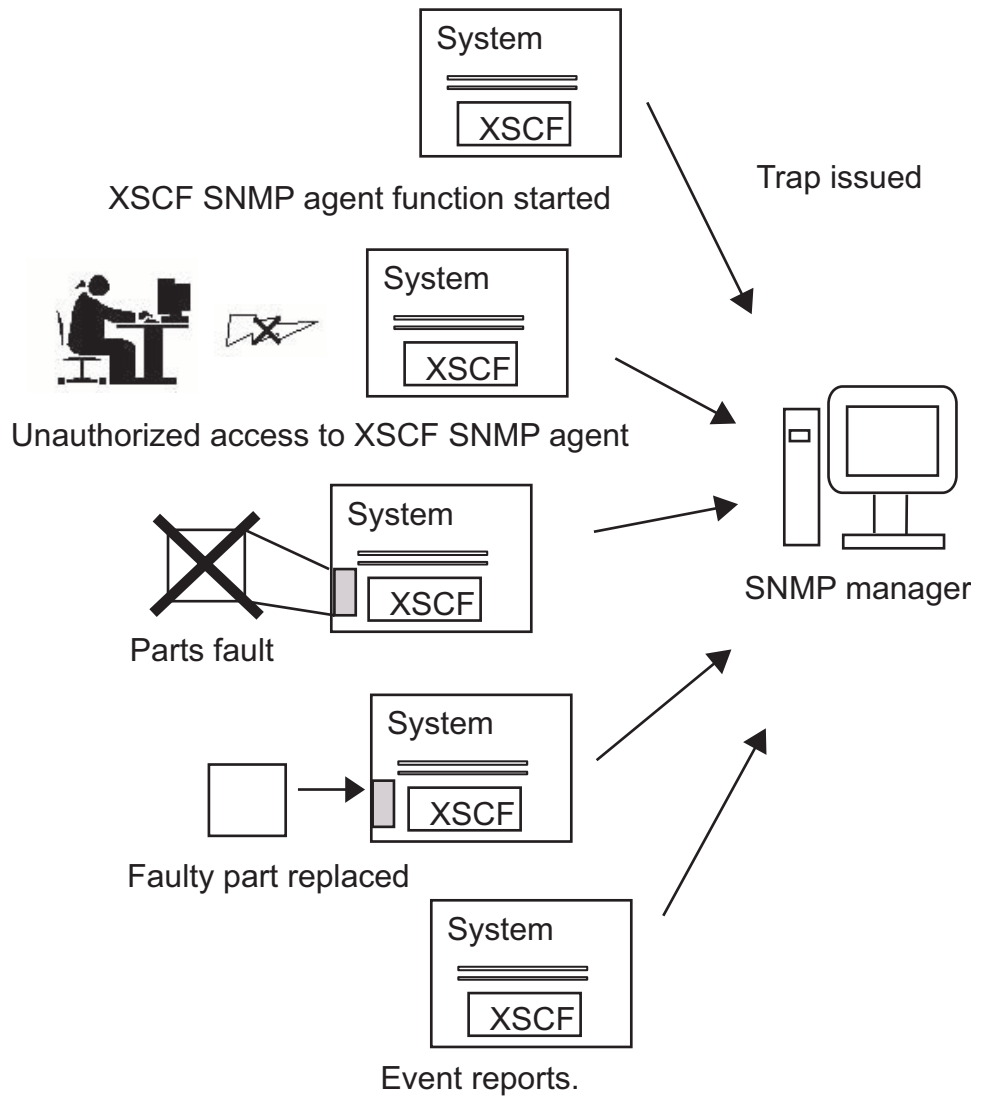 System
XSCF
XSCF SNMP agent function started
Trap issued
System
XSCF
Unauthorized access to XSCF SNMP agent
System
XSCF
Parts fault
SNMP manager
System
XSCF
Faulty part replaced
System
XSCF
Event reports.